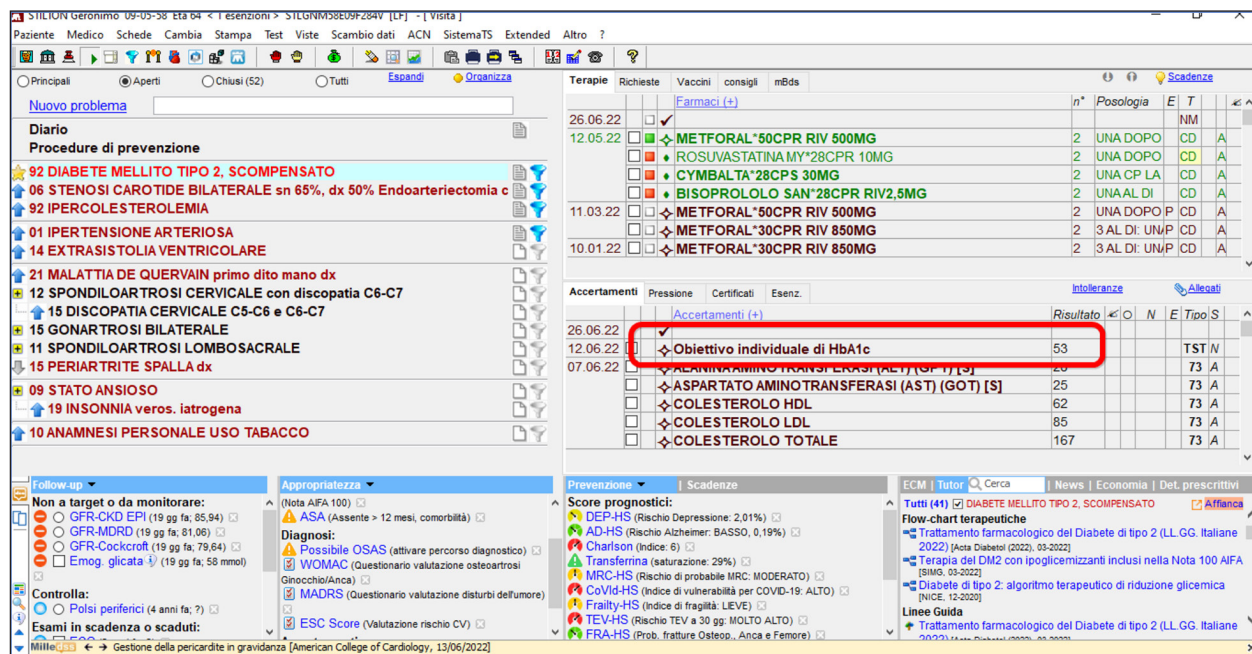 STILTON Geronimo 09-05-58 Eta 64 < 1 esenzioni > STLGNM58E09F284V [LF] - [ Visita ]
Paziente Medico Schede Cambia Stampa Test Viste Scambio dati ACN SistemaTS Extended Altro ?
Principali Aperti Chiusi (52) Tutti Espandi Organizza
Nuovo problema
Diario
Procedure di prevenzione
92 DIABETE MELLITO TIPO 2, SCOMPENSATO
06 STENOSI CAROTIDE BILATERALE sn 65%, dx 50% Endoarteriectomia c
92 IPERCOLESTEROLEMIA
01 IPERTENSIONE ARTERIOSA
14 EXTRASISTOLIA VENTRICOLARE
21 MALATTIA DE QUERVAIN primo dito mano dx
12 SPONDILOARTROSI CERVICALE con discopatia C6-C7
15 DISCOPATIA CERVICALE C5-C6 e C6-C7
15 GONARTROSI BILATERALE
11 SPONDILOARTROSI LOMBOSACRALE
15 PERIARTRITE SPALLA dx
09 STATO ANSIOSO
19 INSONNIA veros. iatrogena
10 ANAMNESI PERSONALE USO TABACCO
Terapie Richieste Vaccini consigli mBds Scadenze
Farmaci (+) n° Posologia E T
26.06.22 NM
12.05.22 METFORAL*50CPR RIV 500MG 2 UNA DOPO CD A
ROSUVASTATINA MY*28CPR 10MG 2 UNA DOPO CD A
CYMBALTA*28CPS 30MG 2 UNA CP LA CD A
BISOPROLOLO SAN*28CPR RIV2,5MG 2 UNA AL DI CD A
11.03.22 METFORAL*50CPR RIV 500MG 2 UNA DOPO P CD A
METFORAL*30CPR RIV 850MG 2 3 AL DI: UNA P CD A
10.01.22 METFORAL*30CPR RIV 850MG 2 3 AL DI: UNA P CD A
Accertamenti Pressione Certificati Esenz. Intolleranze Allegati
Accertamenti (+) Risultato O N E Tipo S
26.06.22
12.06.22 Obiettivo individuale di HbA1c 53 TST N
07.06.22 ALANINA AMINOTRANSFERASI (ALT) (GPT) [S] 73 A
ASPARTATO AMINOTRANSFERASI (AST) (GOT) [S] 25 73 A
COLESTEROLO HDL 62 73 A
COLESTEROLO LDL 85 73 A
COLESTEROLO TOTALE 167 73 A
Follow-up
Non a target o da monitorare:
GFR-CKD EPI (19 gg fa; 85,94)
GFR-MDRD (19 gg fa; 81,06)
GFR-Cockroft (19 gg fa; 79,64)
Emog. glicata (19 gg fa; 58 mmol)
Controlla:
Polsi periferici (4 anni fa; ?)
Esami in scadenza o scaduti:
Appropriatezza
(Nota AIFA 100)
ASA (Assente > 12 mesi, comorbilità)
Diagnosi:
Possibile OSAS (attivare percorso diagnostico)
WOMAC (Questionario valutazione osteoartrosi
Ginocchio/Anca)
MADRS (Questionario valutazione disturbi dell'umore)
ESC Score (Valutazione rischio CV)
Prevenzione | Scadenze
Score prognostici:
DEP-HS (Rischio Depressione: 2,01%)
AD-HS (Rischio Alzheimer: BASSO, 0,19%)
Charlson (Indice: 6)
Transferrina (saturazione: 29%)
MRC-HS (Rischio di probabile MRC: MODERATO)
CoVId-HS (Indice di vulnerabilità per COVID-19: ALTO)
Frailty-HS (Indice di fragilità: LIEVE)
TEV-HS (Rischio TEV a 30 gg: MOLTO ALTO)
FRA-HS (Prob. fratture Osteop., Anca e Femore)
ECM | Tutor Cerca | News | Economia | Det. prescrittivi
Tutti (41) DIABETE MELLITO TIPO 2, SCOMPENSATO Affianca
Flow-chart terapeutiche
Trattamento farmacologico del Diabete di tipo 2 (LL.GG. Italiane
2022) [Acta Diabetol (2022), 03-2022]
Terapia del DM2 con ipoglicemizzanti inclusi nella Nota 100 AIFA
[SIMG, 03-2022]
Diabete di tipo 2: algoritmo terapeutico di riduzione glicemica
[NICE, 12-2020]
Linee Guida
Trattamento farmacologico del Diabete di tipo 2 (LL.GG. Italiane
2022) [Acta Diabetol (2022), 03-2022]
Milledss Gestione della pericardite in gravidanza [American College of Cardiology, 13/06/2022]